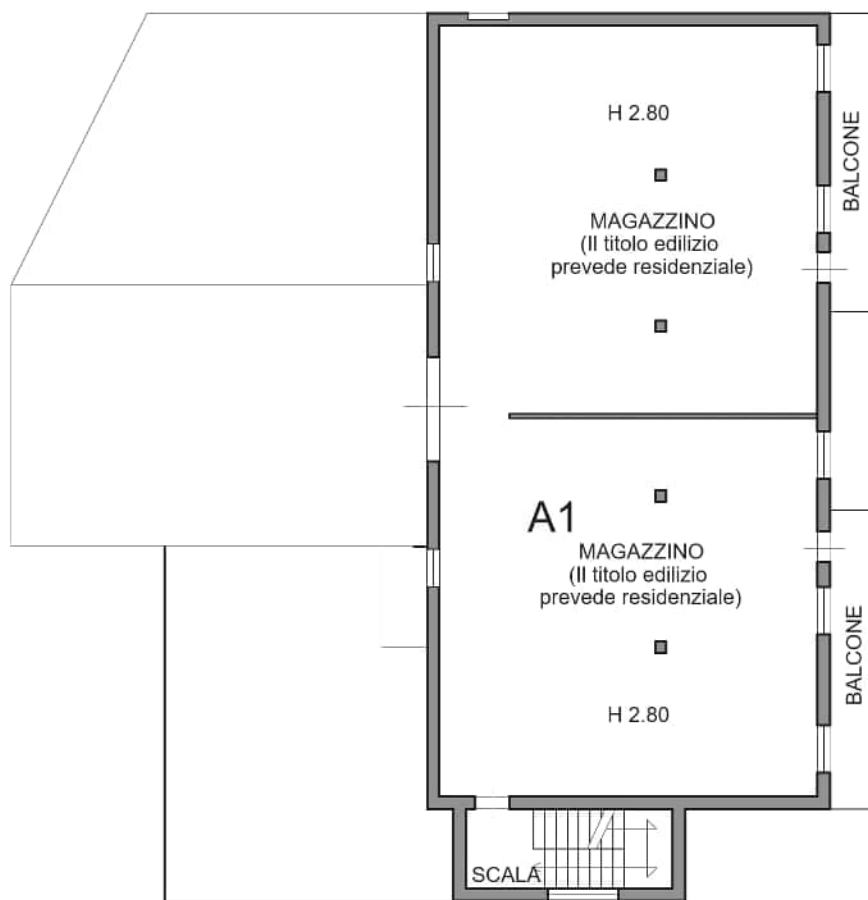 H 2.80
BALCONE
MAGAZZINO
(Il titolo edilizio
prevede residenziale)
A1
MAGAZZINO
(Il titolo edilizio
prevede residenziale)
BALCONE
H 2.80
SCALA